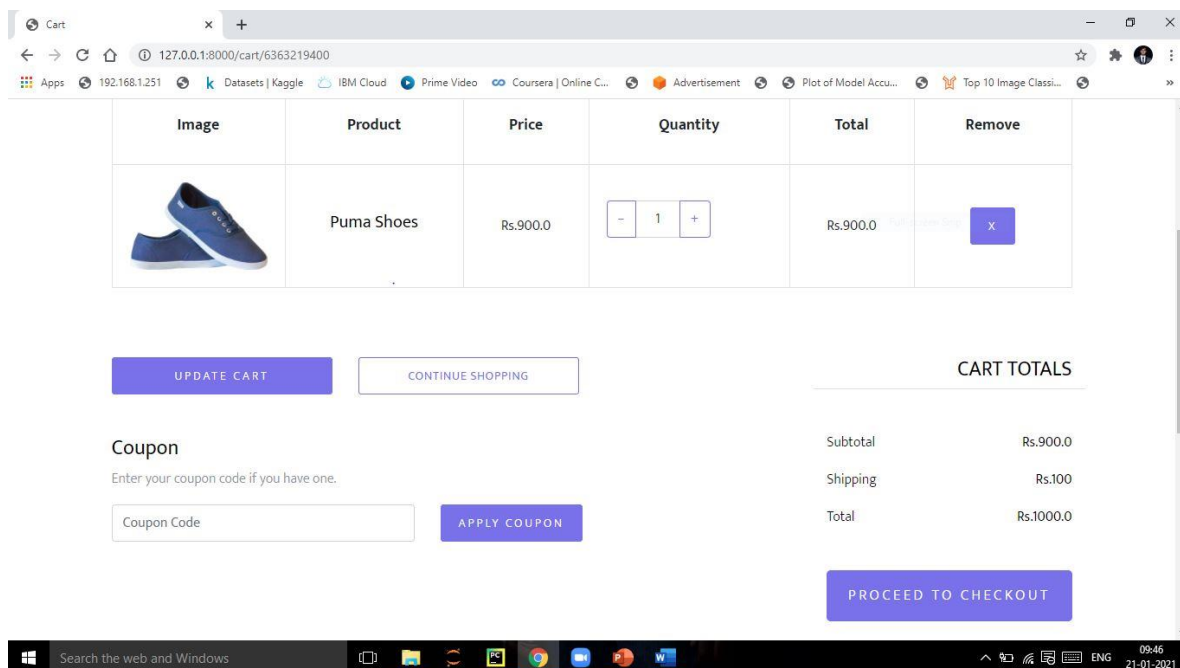 Cart
127.0.0.1:8000/cart/6363219400
Apps 192.168.1.251 Datasets | Kaggle IBM Cloud Prime Video Coursera | Online C... Advertisement Plot of Model Accu... Top 10 Image Classi... »
Image Product Price Quantity Total Remove
Puma Shoes Rs.900.0 - 1 + Rs.900.0 X
UPDATE CART CONTINUE SHOPPING
CART TOTALS
Coupon
Enter your coupon code if you have one.
Coupon Code APPLY COUPON
Subtotal Rs.900.0
Shipping Rs.100
Total Rs.1000.0
PROCEED TO CHECKOUT
Search the web and Windows
ENG
09:46
21-01-2021